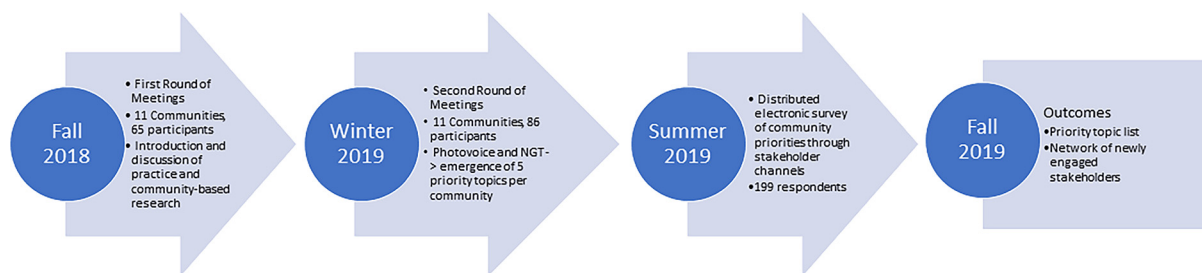 Fall
2018
• First Round of
Meetings
• 11 Communities,
65 participants
• Introduction and
discussion of
practice and
community-based
research
Winter
2019
• Second Round of
Meetings
• 11 Communities, 86
participants
• Photovoice and NGT-
> emergence of 5
priority topics per
community
Summer
2019
• Distributed
electronic survey
of community
priorities through
stakeholder
channels
•199 respondents
Fall
2019
Outcomes
•Priority topic list
•Network of newly
engaged
stakeholders